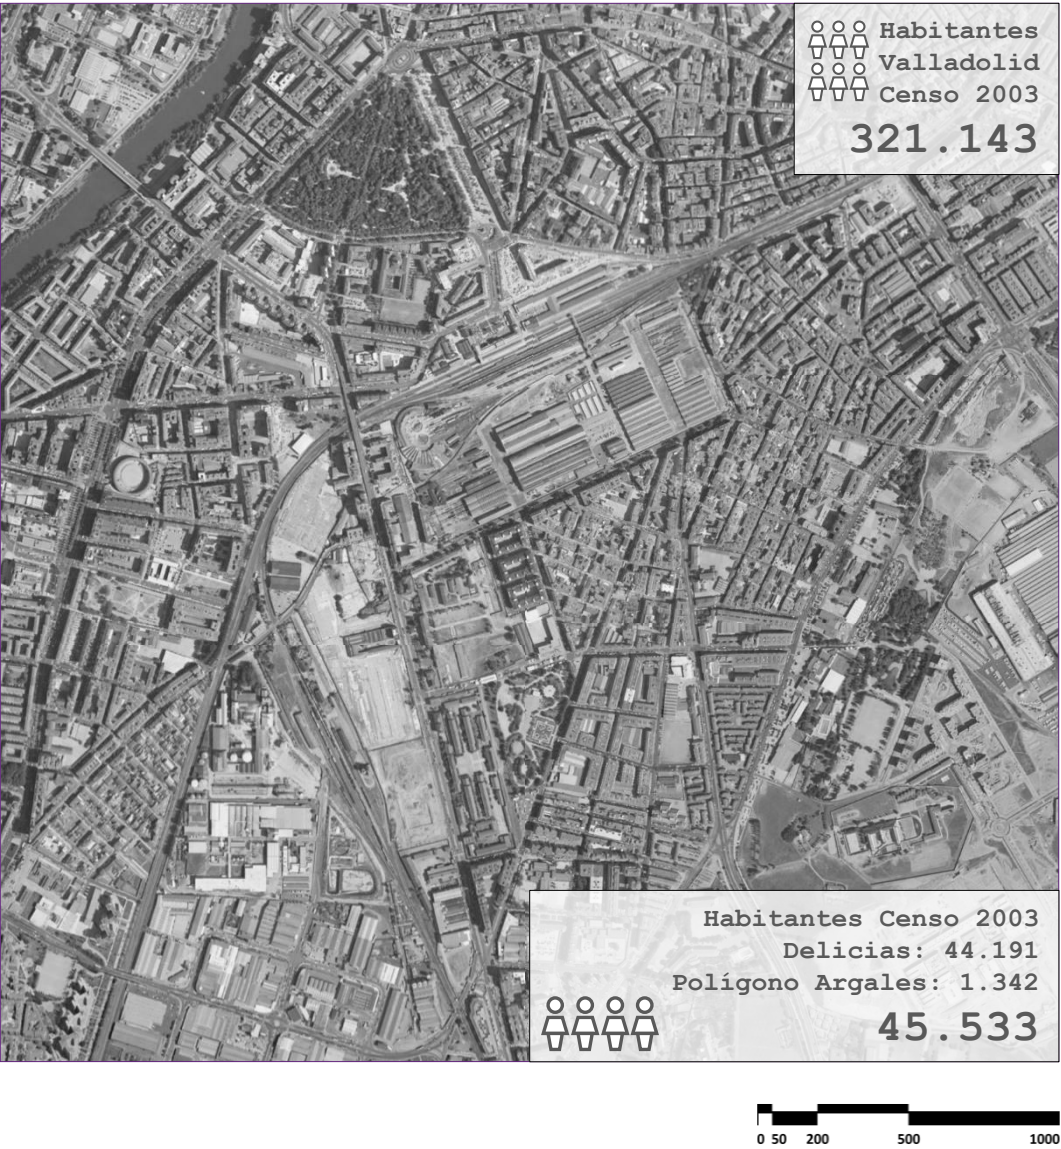 Habitantes
Valladolid
Censo 2003
321.143
Habitantes Censo 2003
Delicias: 44.191
Polígono Argales: 1.342
45.533
0 50 200 500 1000